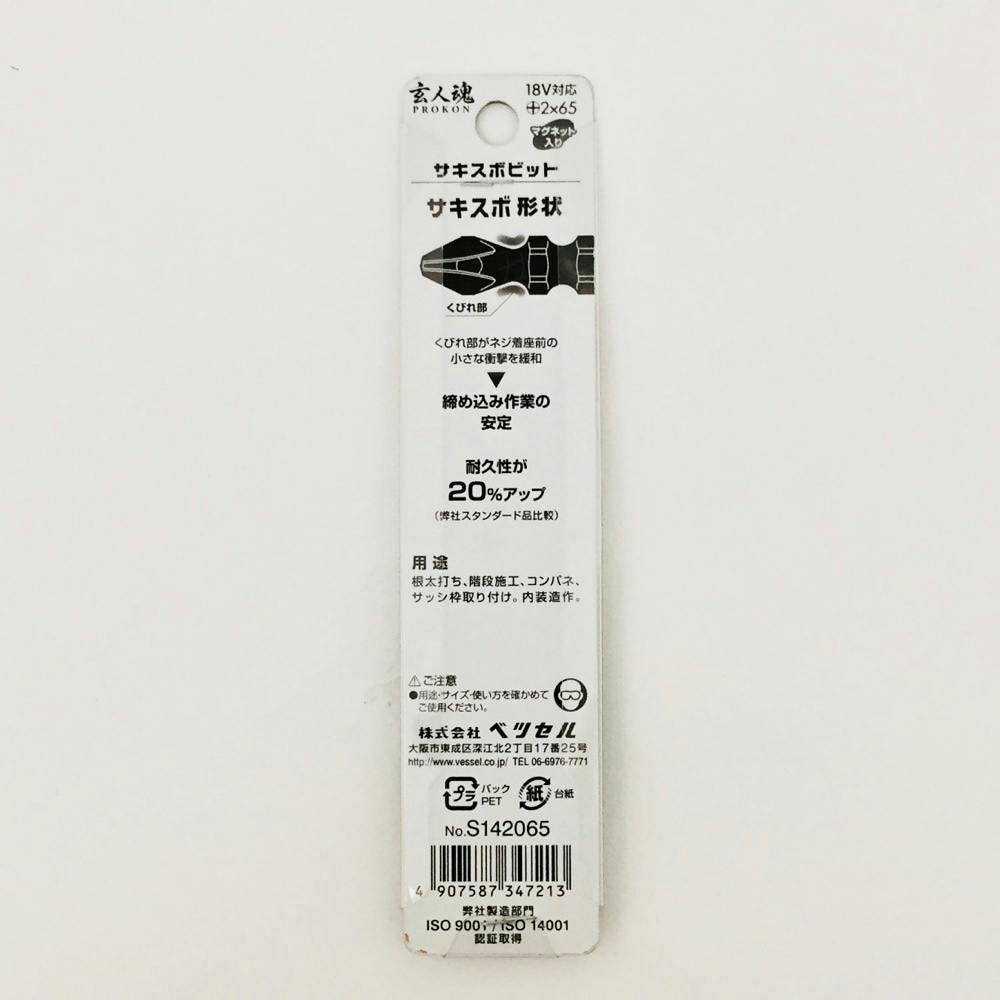 玄人魂
PROKON
18V対応
⊕2×65
マグネット
入り
サキスボビット
サキスボ形状
くびれ部
くびれ部がネジ着座前の
小さな衝撃を緩和
▼
締め込み作業の
安定
耐久性が
20%アップ
(弊社スタンダード品比較)
用途
根太打ち、階段施工、コンパネ、
サッシ枠取り付け。内装造作。
⚠ご注意
●用途・サイズ・使い方を確かめて
ご使用ください。
株式会社 ベッセル
大阪市東成区深江北2丁目17番25号
http://www.vessel.co.jp/ TEL 06-6976-7771
プラ パック
PET
紙 台紙
No.S142065
4 907587 347213
弊社製造部門
ISO 9001 / ISO 14001
認証取得